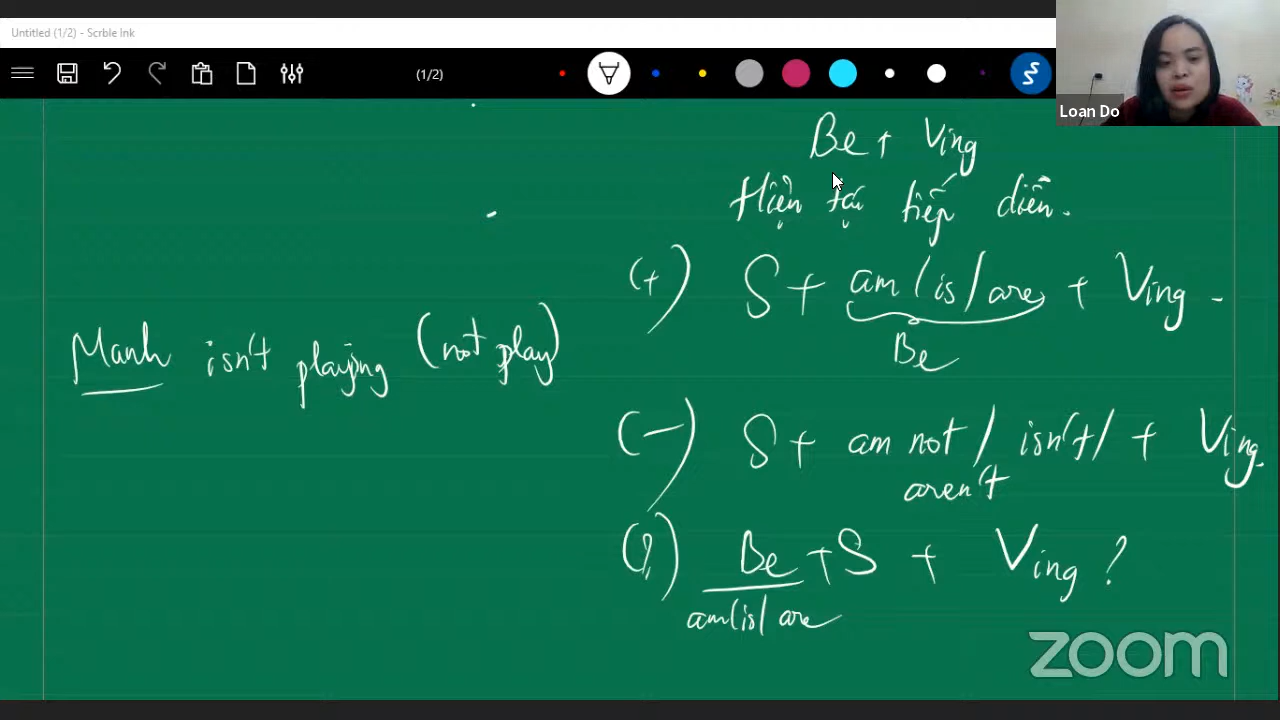 Untitled (1/2) - Scrble Ink
(1/2)
Loan Do
Be + Ving
Hiện tại tiếp diễn.
(+) S + am/is/are + Ving.
Be
Manh isn't playing (not play)
(-) S + am not/ isn't/ + Ving.
aren't
(?) Be + S + Ving?
am/is/are
zoom